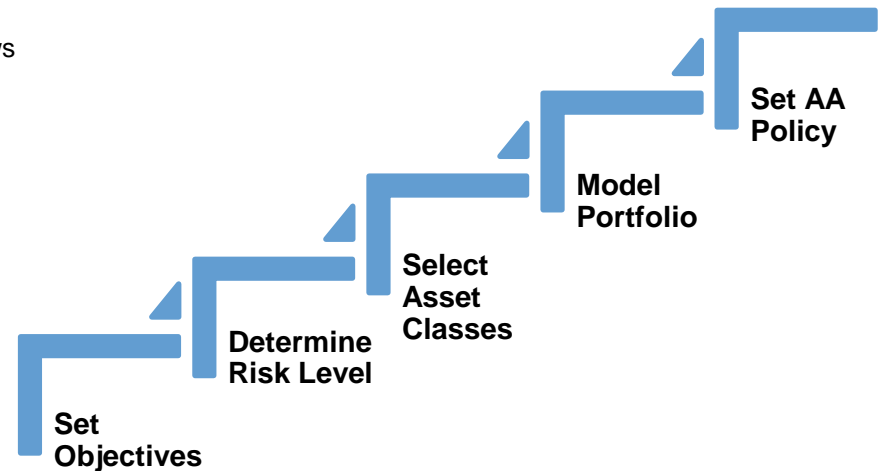 Set AA
Policy
Model
Portfolio
Select
Asset
Classes
Determine
Risk Level
Set
Objectives